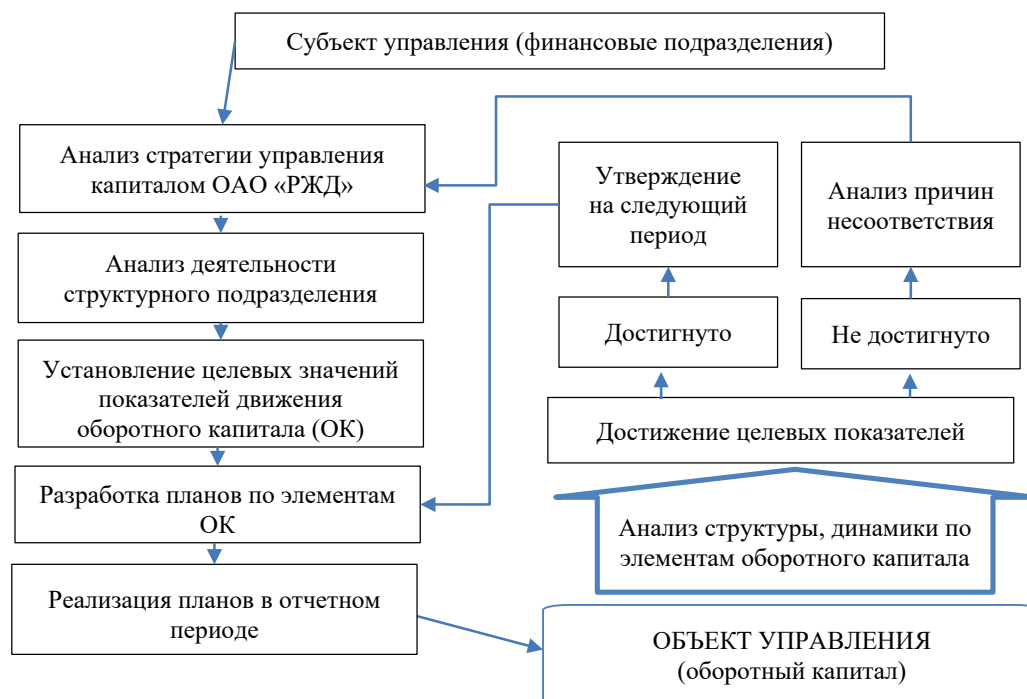 Субъект управления (финансовые подразделения)
Анализ стратегии управления
капиталом ОАО «РЖД»
Анализ деятельности
структурного подразделения
Установление целевых значений
показателей движения
оборотного капитала (ОК)
Разработка планов по элементам
ОК
Реализация планов в отчетном
периоде
Утверждение
на следующий
период
Анализ причин
несоответствия
Достигнуто
Не достигнуто
Достижение целевых показателей
Анализ структуры, динамики по
элементам оборотного капитала
ОБЪЕКТ УПРАВЛЕНИЯ
(оборотный капитал)